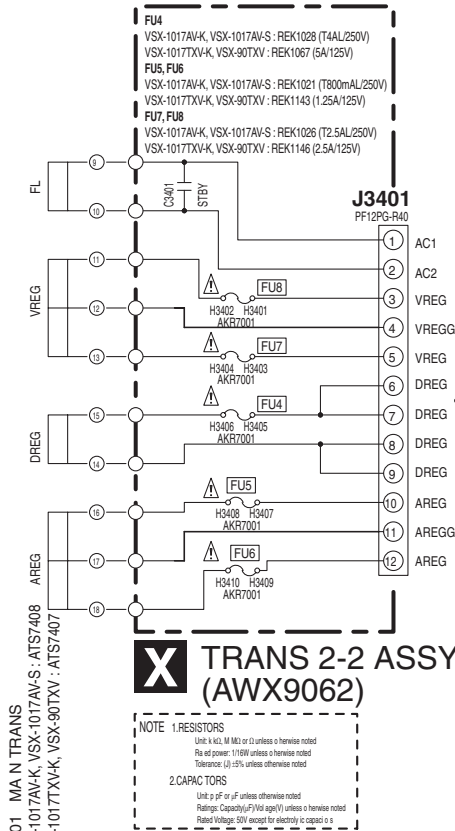 FU4
VSX-1017AV-K, VSX-1017AV-S : REK1028 (T4AL/250V)
VSX-1017TXV-K, VSX-90TXV : REK1067 (5A/125V)
FU5, FU6
VSX-1017AV-K, VSX-1017AV-S : REK1021 (T800mAL/250V)
VSX-1017TXV-K, VSX-90TXV : REK1143 (1.25A/125V)
FU7, FU8
VSX-1017AV-K, VSX-1017AV-S : REK1026 (T2.5AL/250V)
VSX-1017TXV-K, VSX-90TXV : REK1146 (2.5A/125V)
FL
9
10
C3401
STBY
J3401
PF12PG-R40
1 AC1
2 AC2
VREG
11
12
13
FU8
H3402 H3401
AKR7001
3 VREG
4 VREGG
FU7
H3404 H3403
AKR7001
5 VREG
6 DREG
DREG
15
14
FU4
H3406 H3405
AKR7001
7 DREG
8 DREG
9 DREG
AREG
16
17
18
FU5
H3408 H3407
AKR7001
10 AREG
11 AREGG
FU6
H3410 H3409
AKR7001
12 AREG
X TRANS 2-2 ASSY
(AWX9062)
01 MA N TRANS
-1017AV-K, VSX-1017AV-S : ATS7408
-1017TXV-K, VSX-90TXV : ATS7407
NOTE 1.RESISTORS
Unit: k kΩ, M MΩ or Ω unless o herwise noted
Ra ed power: 1/16W unless o herwise noted
Tolerance: (J) ±5% unless otherwise noted
2.CAPAC TORS
Unit: p pF or μF unless otherwise noted
Ratings: Capacity(μF)/Vol age(V) unless o herwise noted
Rated Voltage: 50V except for electroly ic capaci o s